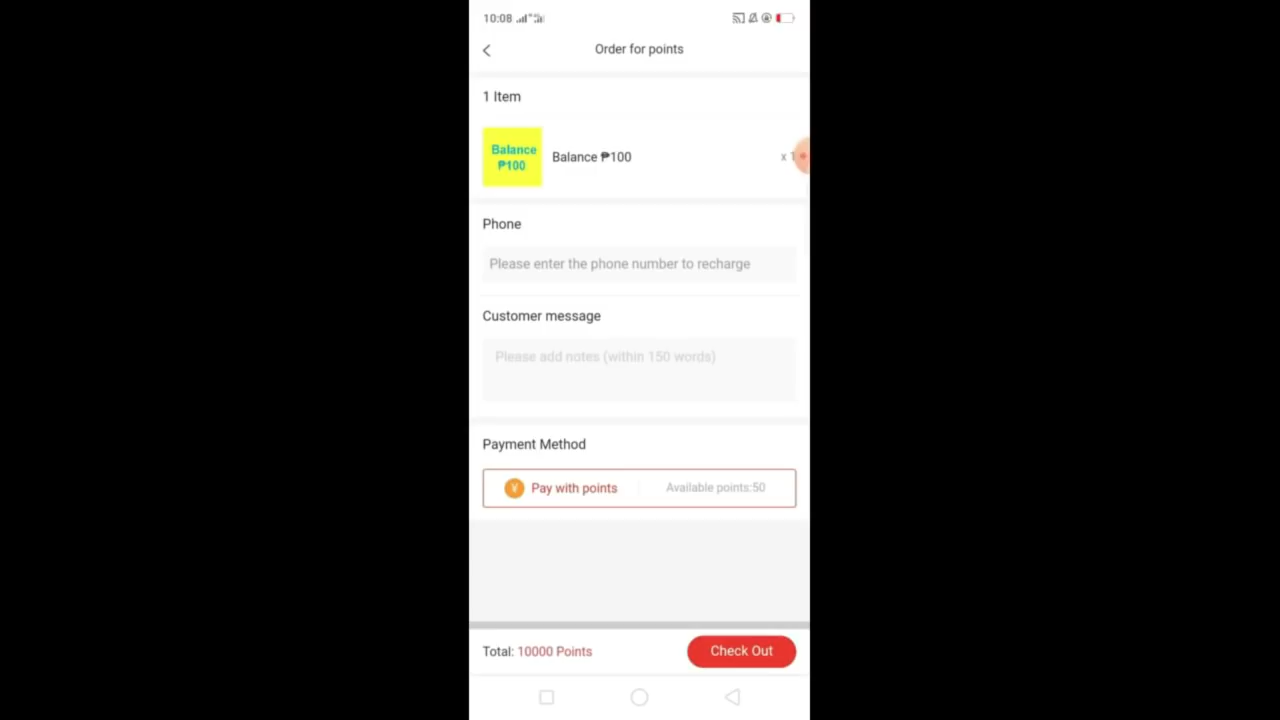 10:08
Order for points
1 Item
Balance
₱100
Balance ₱100
x 1
Phone
Please enter the phone number to recharge
Customer message
Please add notes (within 150 words)
Payment Method
¥ Pay with points
Available points:50
Total: 10000 Points
Check Out